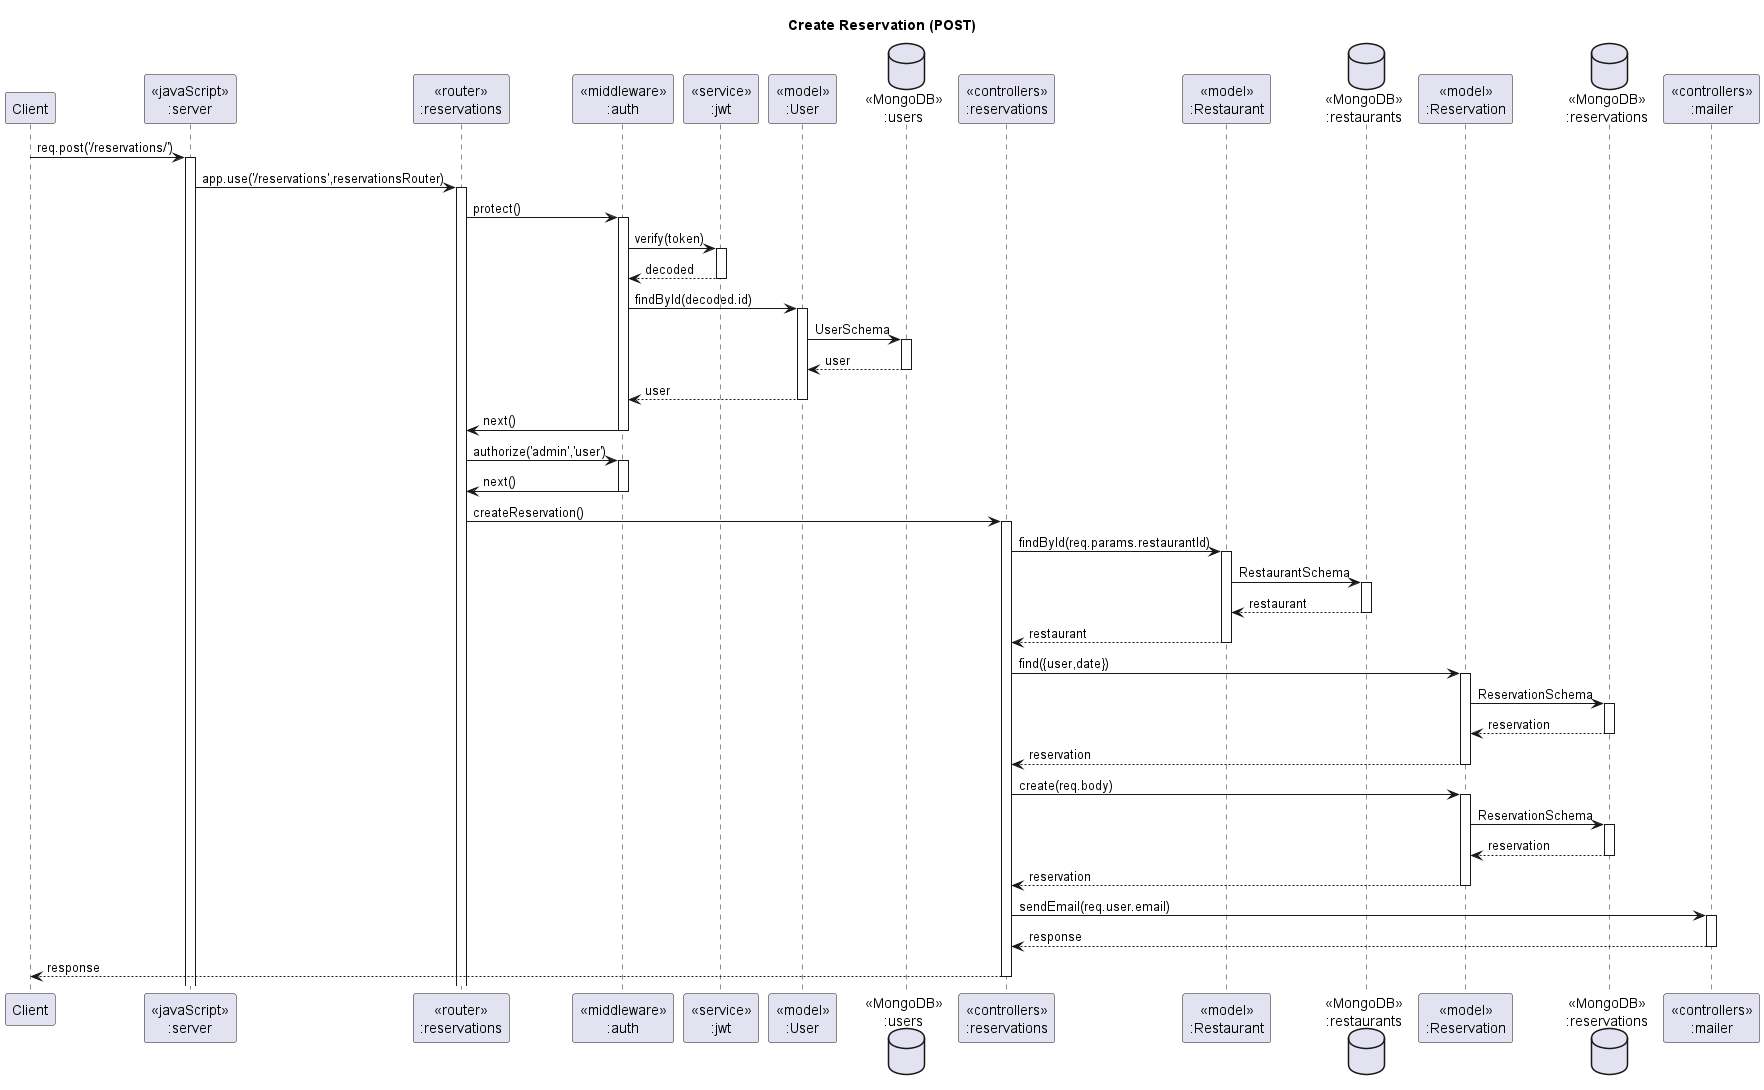 Create Reservation (POST)
Client
«javaScript»
:server
«router»
:reservations
«middleware»
:auth
«service»
:jwt
«model»
:User
«MongoDB»
:users
«controllers»
:reservations
«model»
:Restaurant
«MongoDB»
:restaurants
«model»
:Reservation
«MongoDB»
:reservations
«controllers»
:mailer
req.post('/reservations/')
app.use('/reservations',reservationsRouter)
protect()
verify(token)
decoded
findById(decoded.id)
UserSchema
user
user
next()
authorize('admin','user')
next()
createReservation()
findById(req.params.restaurantId)
RestaurantSchema
restaurant
restaurant
find({user,date})
ReservationSchema
reservation
reservation
create(req.body)
ReservationSchema
reservation
reservation
sendEmail(req.user.email)
response
response
Client
«javaScript»
:server
«router»
:reservations
«middleware»
:auth
«service»
:jwt
«model»
:User
«MongoDB»
:users
«controllers»
:reservations
«model»
:Restaurant
«MongoDB»
:restaurants
«model»
:Reservation
«MongoDB»
:reservations
«controllers»
:mailer